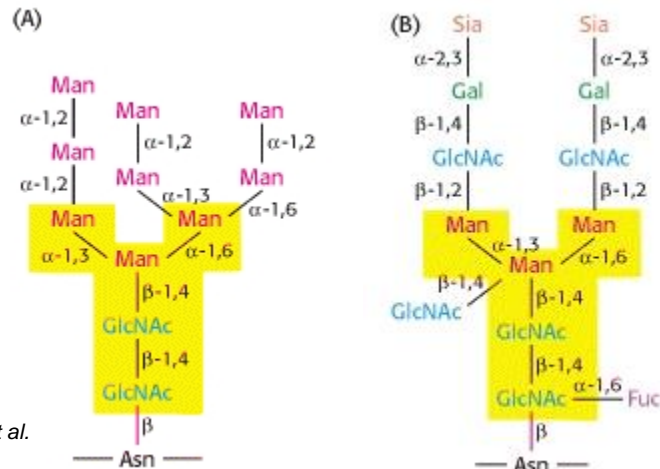 (A)
Man
α-1,2
Man Man Man
α-1,2 α-1,2
Man Man Man
α-1,2 α-1,3
Man Man α-1,6
α-1,3 α-1,6
Man
β-1,4
GlcNAc
β-1,4
GlcNAc
β
Asn
t al.
(B)
Sia Sia
α-2,3 α-2,3
Gal Gal
β-1,4 β-1,4
GlcNAc GlcNAc
β-1,2 β-1,2
Man Man
α-1,3
Man α-1,6
β-1,4
β-1,4
GlcNAc
GlcNAc
β-1,4
α-1,6
GlcNAc Fuc
β
Asn